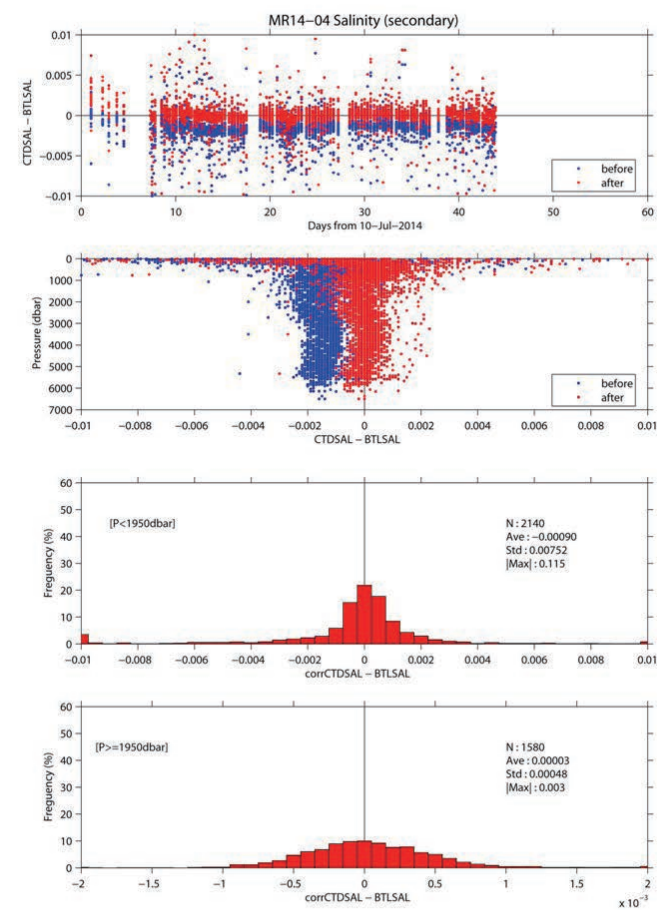 MR14−04 Salinity (secondary)
0.01
0.005
0
−0.005
−0.01
CTDSAL − BTLSAL
before
after
0 10 20 30 40 50 60
Days from 10−Jul−2014
0
1000
2000
3000
4000
5000
6000
7000
Pressure (dbar)
before
after
−0.01 −0.008 −0.006 −0.004 −0.002 0 0.002 0.004 0.006 0.008 0.01
CTDSAL − BTLSAL
60
50
40
30
20
10
0
Freguency (%)
[P<1950dbar]
N : 2140
Ave : −0.00090
Std : 0.00752
|Max| : 0.115
−0.01 −0.008 −0.006 −0.004 −0.002 0 0.002 0.004 0.006 0.008 0.01
corrCTDSAL − BTLSAL
60
50
40
30
20
10
0
Freguency (%)
[P>=1950dbar]
N : 1580
Ave : 0.00003
Std : 0.00048
|Max| : 0.003
−2 −1.5 −1 −0.5 0 0.5 1 1.5 2
corrCTDSAL − BTLSAL
x 10⁻³